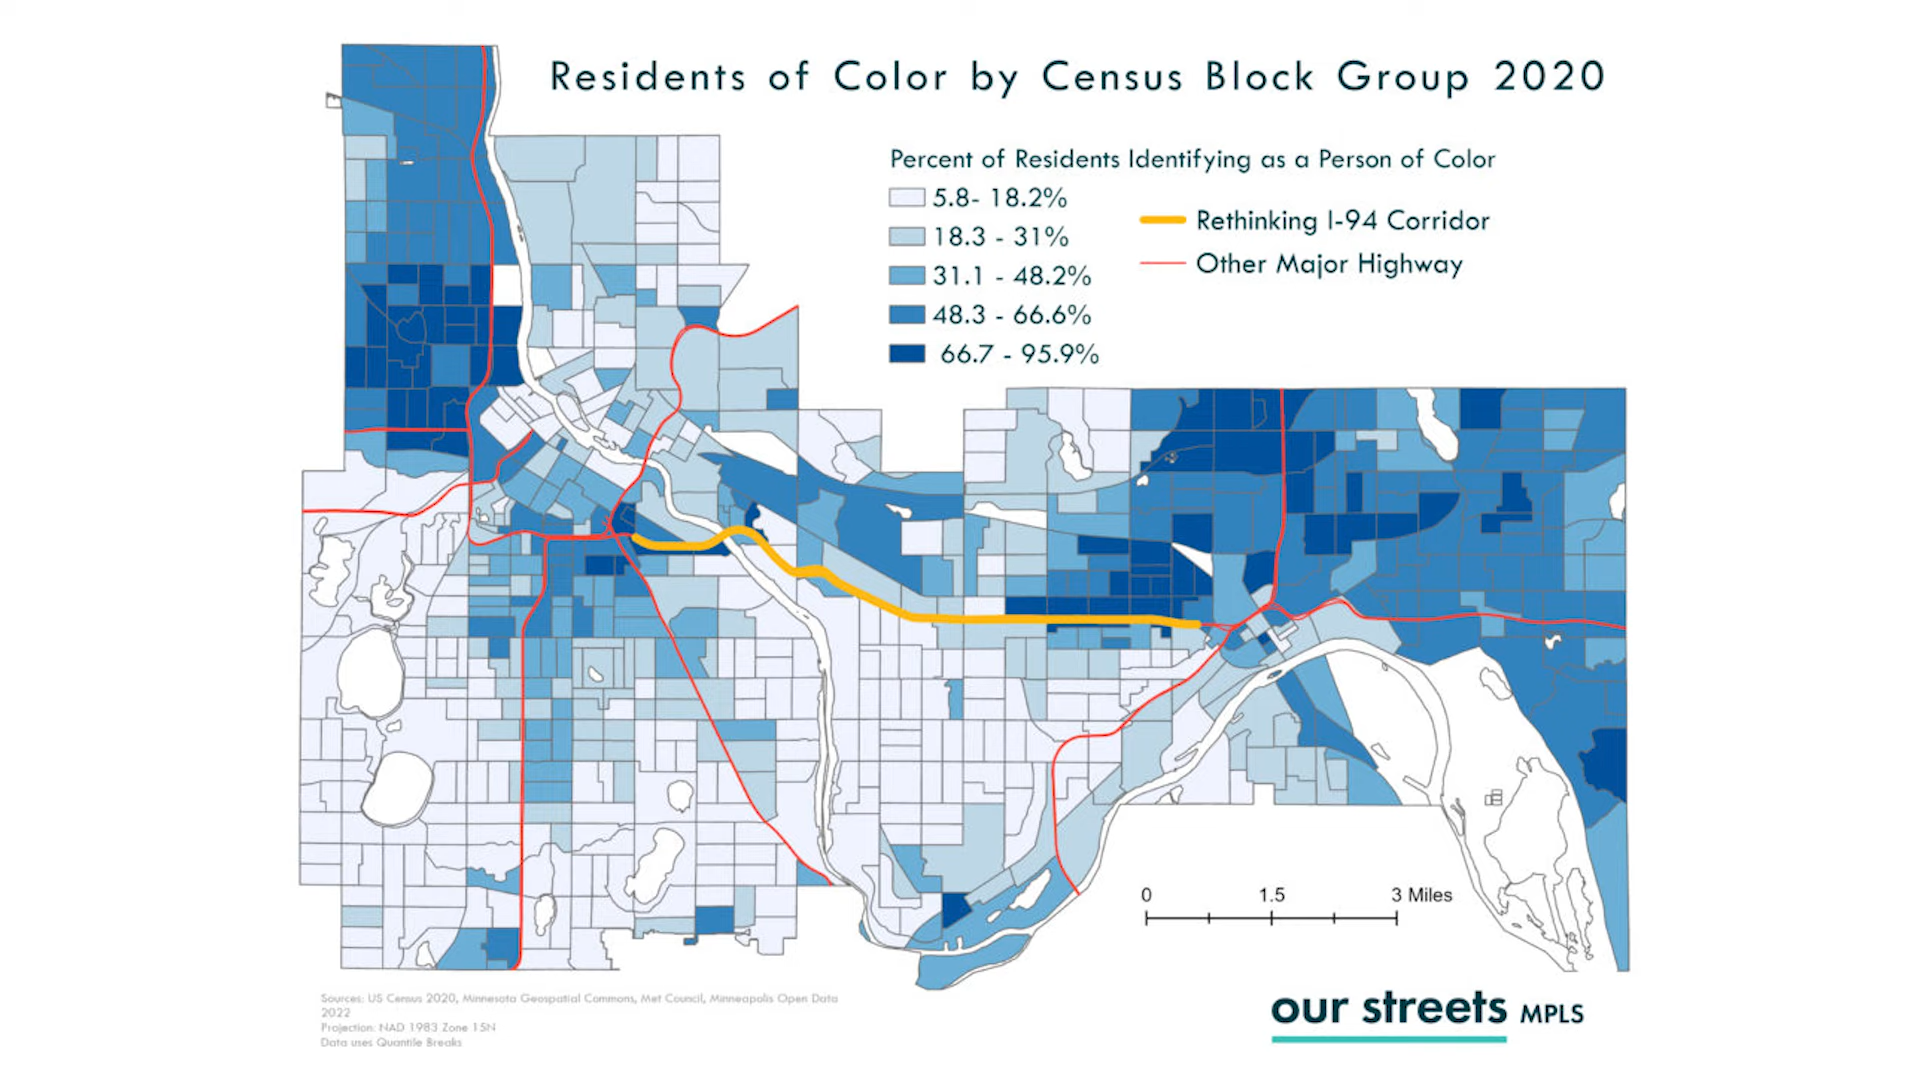 Residents of Color by Census Block Group 2020
Percent of Residents Identifying as a Person of Color
5.8- 18.2%
18.3 - 31%
31.1 - 48.2%
48.3 - 66.6%
66.7 - 95.9%
Rethinking I-94 Corridor
Other Major Highway
0 1.5 3 Miles
Sources: US Census 2020, Minnesota Geospatial Commons, Met Council, Minneapolis Open Data
2022
Projection: NAD 1983 Zone 15N
Data uses Quantile Breaks
our streets MPLS